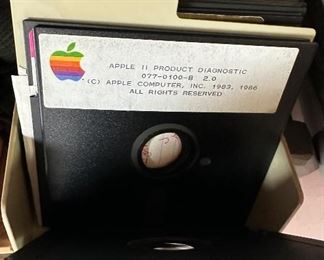 APPLE II PRODUCT DIAGNOSTIC
077-0100-B 2.0
(C) APPLE COMPUTER, INC. 1983, 1986
ALL RIGHTS RESERVED